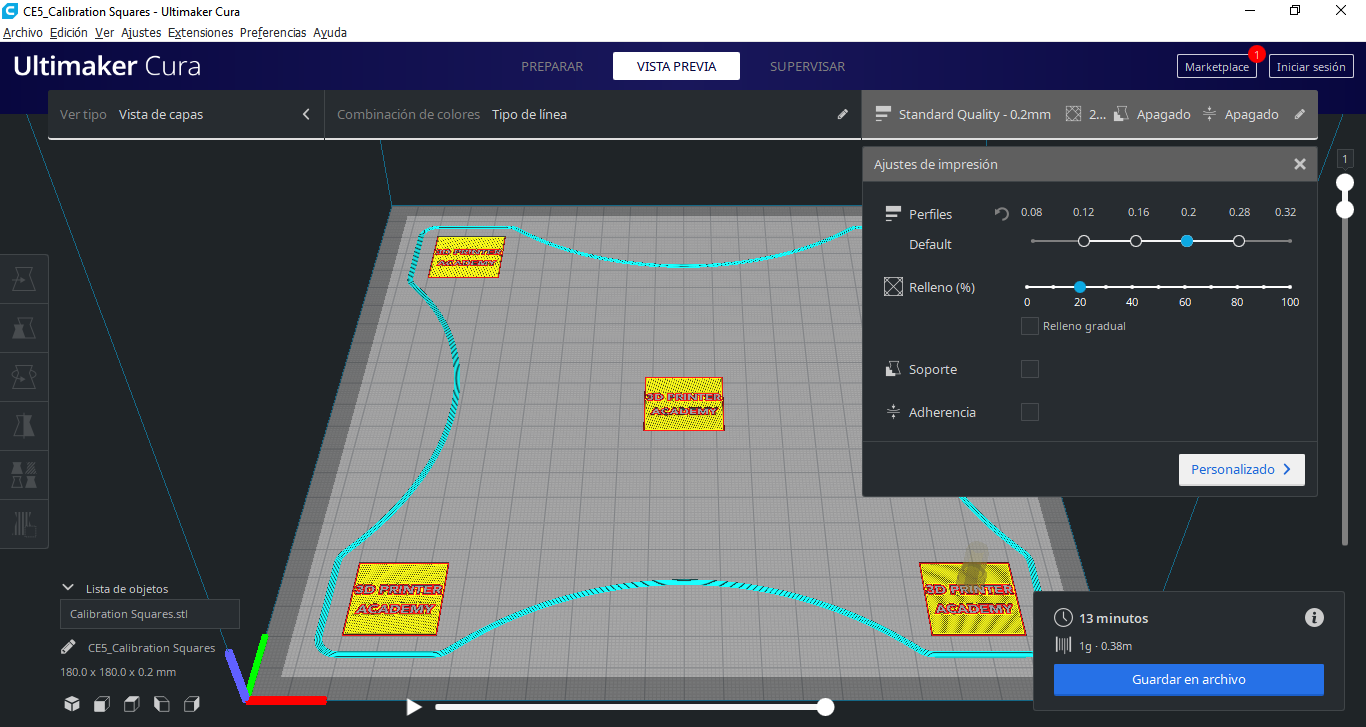 CE5_Calibration Squares - Ultimaker Cura
Archivo Edición Ver Ajustes Extensiones Preferencias Ayuda
Ultimaker Cura
PREPARAR
VISTA PREVIA
SUPERVISAR
Marketplace
1
Iniciar sesión
Ver tipo Vista de capas
Combinación de colores Tipo de línea
Standard Quality - 0.2mm
2...
Apagado
Apagado
Ajustes de impresión
1
Perfiles
0.08 0.12 0.16 0.2 0.28 0.32
Default
Relleno (%)
0 20 40 60 80 100
Relleno gradual
Soporte
Adherencia
Personalizado
3D PRINTER
ACADEMY
3D PRINTER
ACADEMY
3D PRINTER
ACADEMY
3D PRINTER
ACADEMY
Lista de objetos
Calibration Squares.stl
CE5_Calibration Squares
180.0 x 180.0 x 0.2 mm
13 minutos
1g · 0.38m
Guardar en archivo